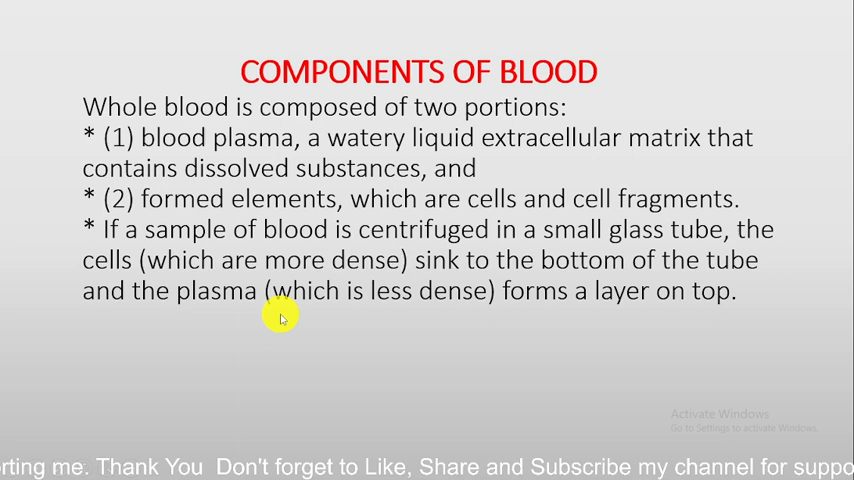 COMPONENTS OF BLOOD
Whole blood is composed of two portions:
* (1) blood plasma, a watery liquid extracellular matrix that
contains dissolved substances, and
* (2) formed elements, which are cells and cell fragments.
* If a sample of blood is centrifuged in a small glass tube, the
cells (which are more dense) sink to the bottom of the tube
and the plasma (which is less dense) forms a layer on top.
Activate Windows
Go to Settings to activate Windows.
rting me. Thank You Don't forget to Like, Share and Subscribe my channel for suppo